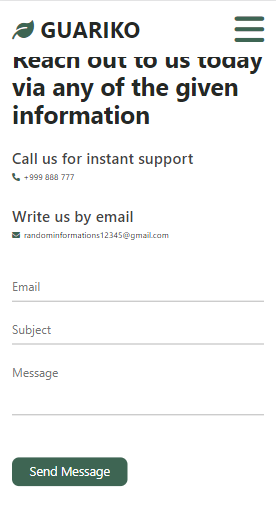 GUARIKO
Reach out to us today
via any of the given
information
Call us for instant support
+999 888 777
Write us by email
randominformations12345@gmail.com
Email
Subject
Message
Send Message